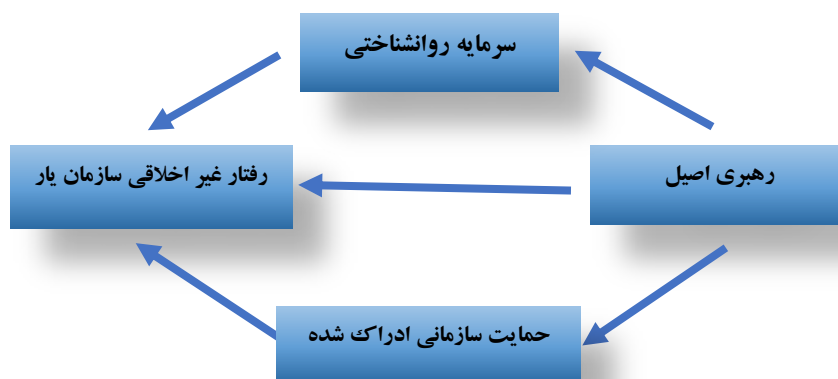 سرمایه روانشناختی
رهبری اصیل
رفتار غیر اخلاقی سازمان یار
حمایت سازمانی ادراک شده